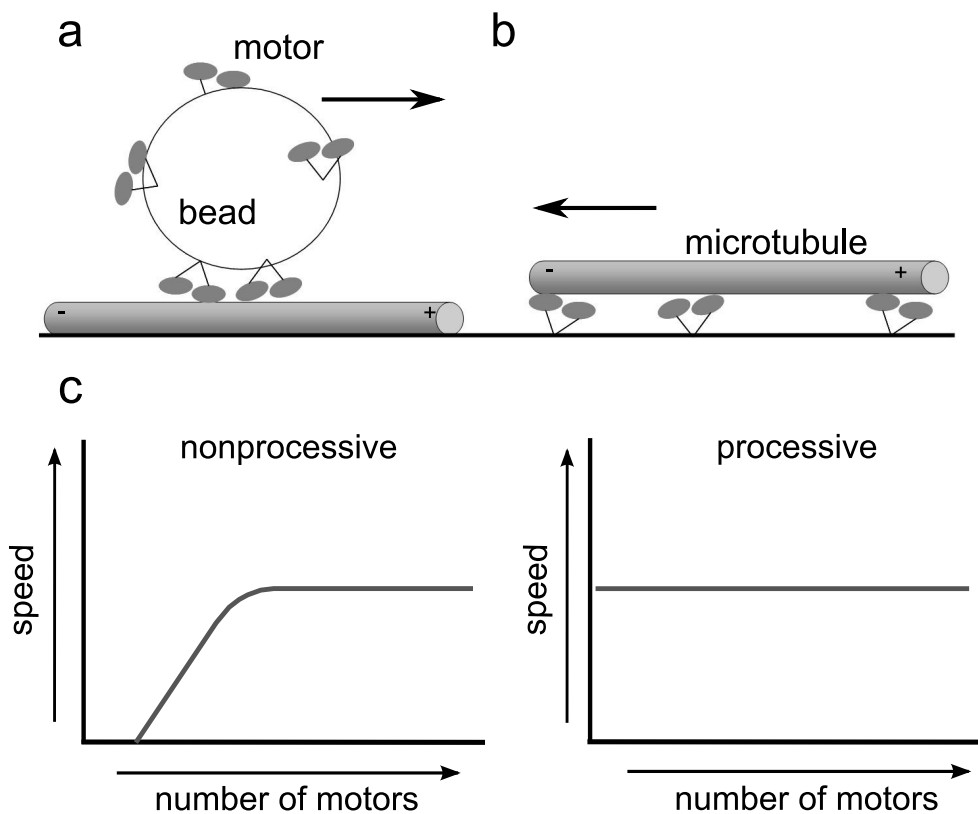 a
motor
b
bead
microtubule
- +
- +
c
nonprocessive
processive
speed
speed
number of motors
number of motors